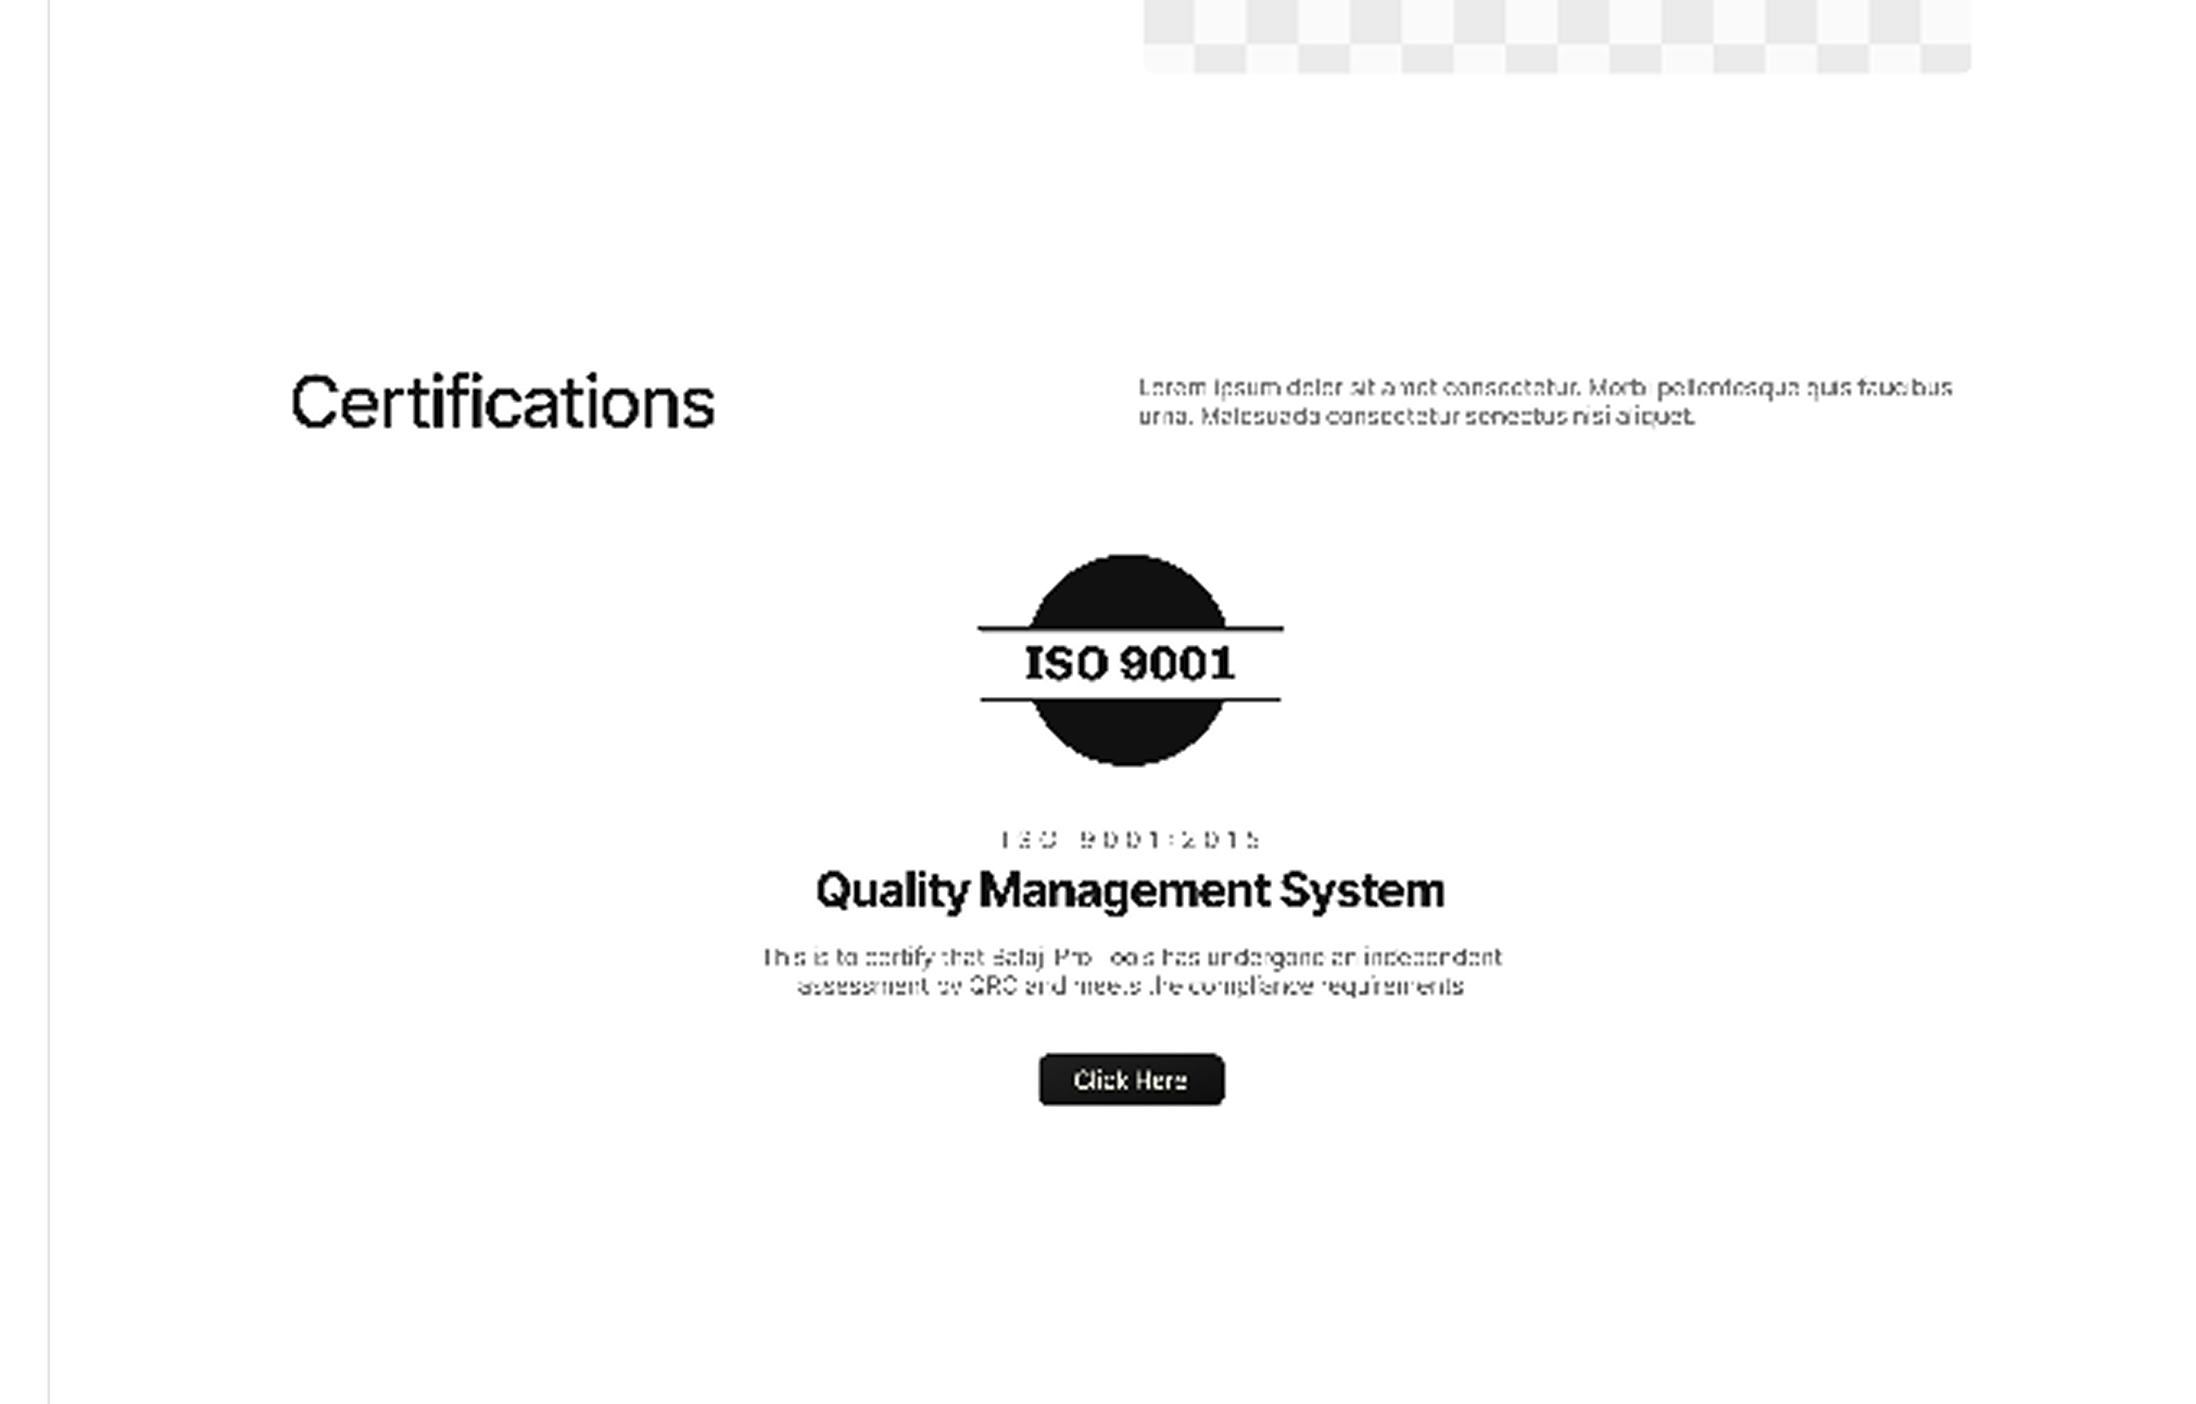 Certifications
Lorem ipsum dolor sit amet consectetur. Morbi pellentesque quis faucibus
urna. Malesuada consectetur senectus nisi aliquet.
ISO 9001
ISO 9001:2015
Quality Management System
This is to certify that Balaji Pro Tools has undergone an independent
assessment by QRC and meets the compliance requirements
Click Here